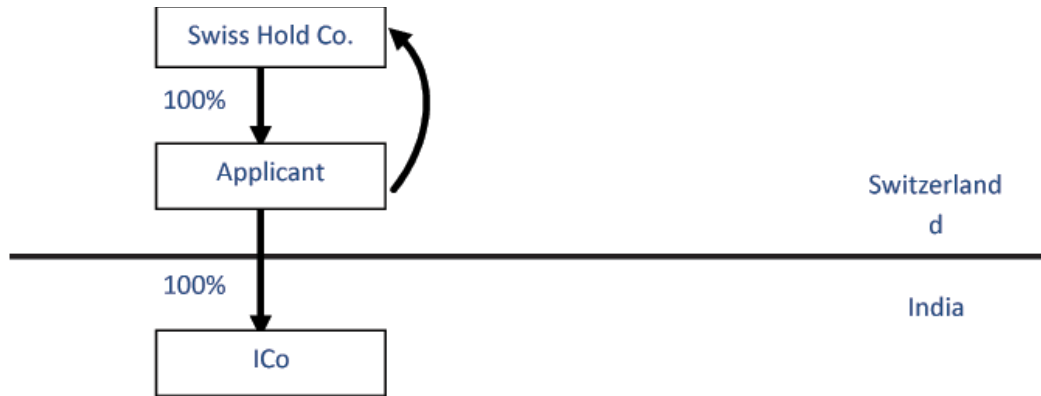 Swiss Hold Co.
100%
Applicant
Switzerland
d
100%
India
ICo